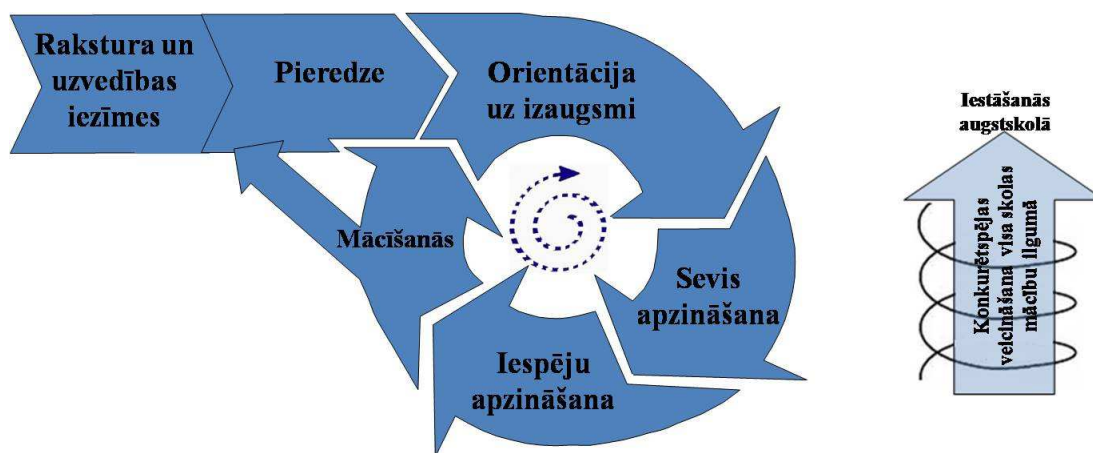 Rakstura un
uzvedības
iezīmes
Pieredze
Orientācija
uz izaugsmi
Mācīšanās
Sevis
apzināšana
Iespēju
apzināšana
Iestāšanās
augstskolā
Konkurētspējas
veicināšana visa skolas
mācību ilgumā